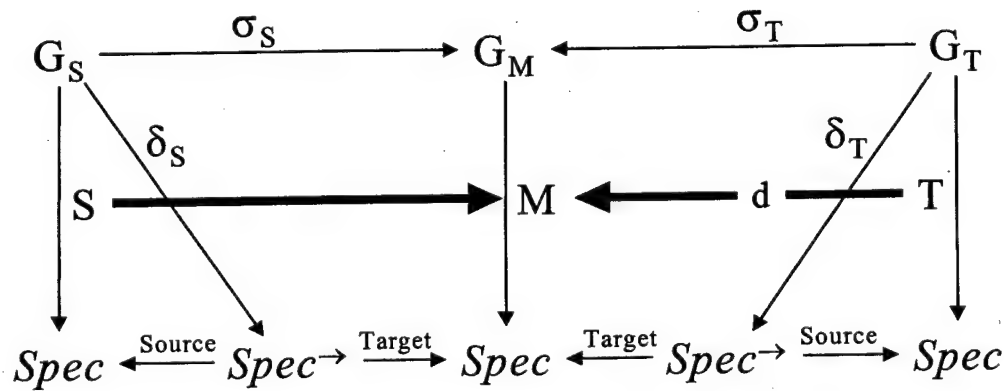 G_S σ_S G_M σ_T G_T
δ_S δ_T
S M d T
Spec Source Spec→ Target Spec Target Spec→ Source Spec